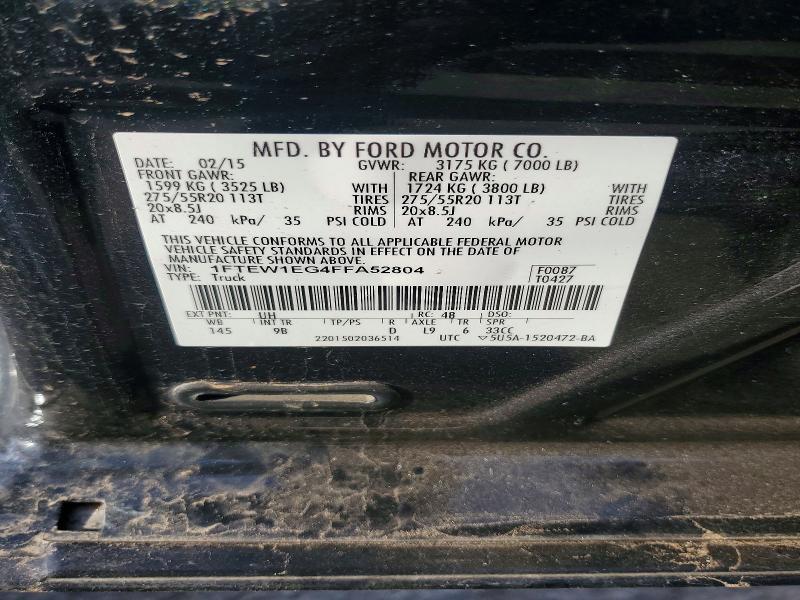 MFD. BY FORD MOTOR CO.
DATE: 02/15 GVWR: 3175 KG ( 7000 LB)
FRONT GAWR: REAR GAWR:
1599 KG ( 3525 LB) WITH 1724 KG ( 3800 LB) WITH
275/55R20 113T TIRES 275/55R20 113T TIRES
20x8.5J RIMS 20x8.5J RIMS
AT 240 kPa/ 35 PSI COLD AT 240 kPa/ 35 PSI COLD
THIS VEHICLE CONFORMS TO ALL APPLICABLE FEDERAL MOTOR
VEHICLE SAFETY STANDARDS IN EFFECT ON THE DATE OF
MANUFACTURE SHOWN ABOVE.
VIN: 1FTEW1EG4FFA52804 F0087
TYPE: Truck T0427
EXT PNT: UH RC: 48 DSO:
WB INT TR TP/PS R AXLE TR SPR
145 9B D L9 6 33CC
2201502036514 UTC ▽5U5A-1520472-BA